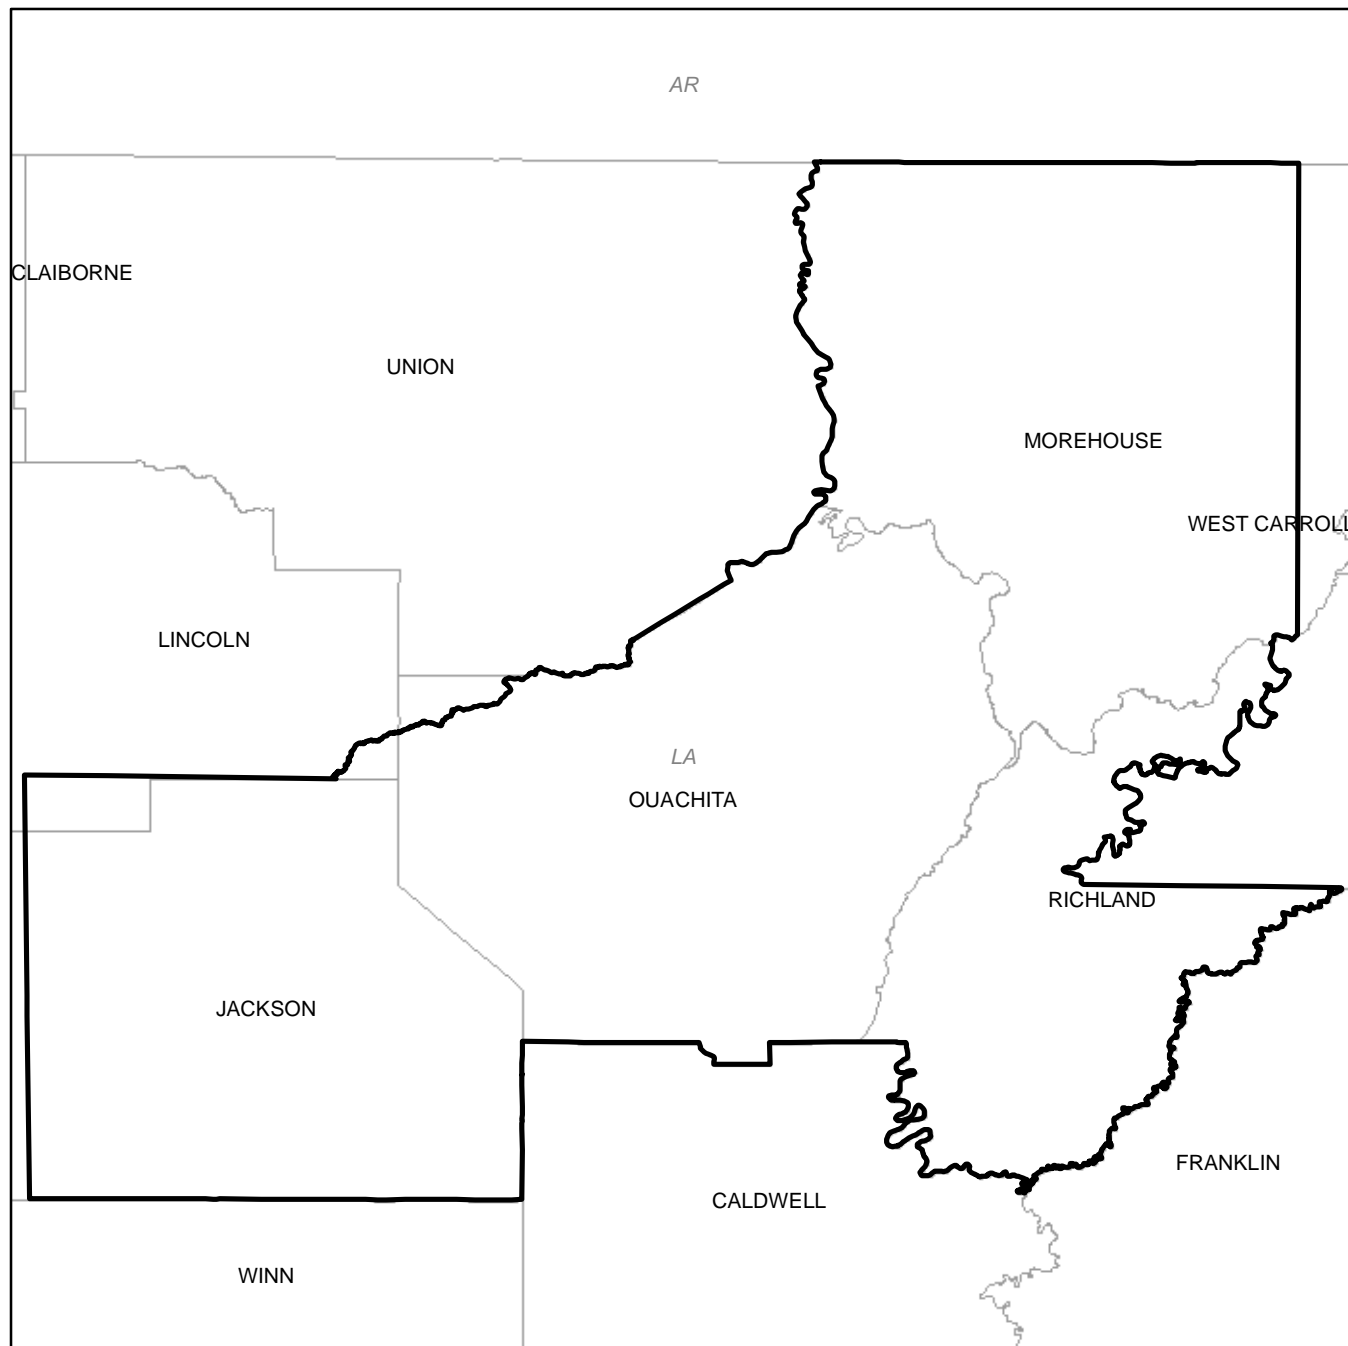 AR
CLAIBORNE
UNION
MOREHOUSE
WEST CARROLL
LINCOLN
LA
OUACHITA
RICHLAND
JACKSON
FRANKLIN
CALDWELL
WINN